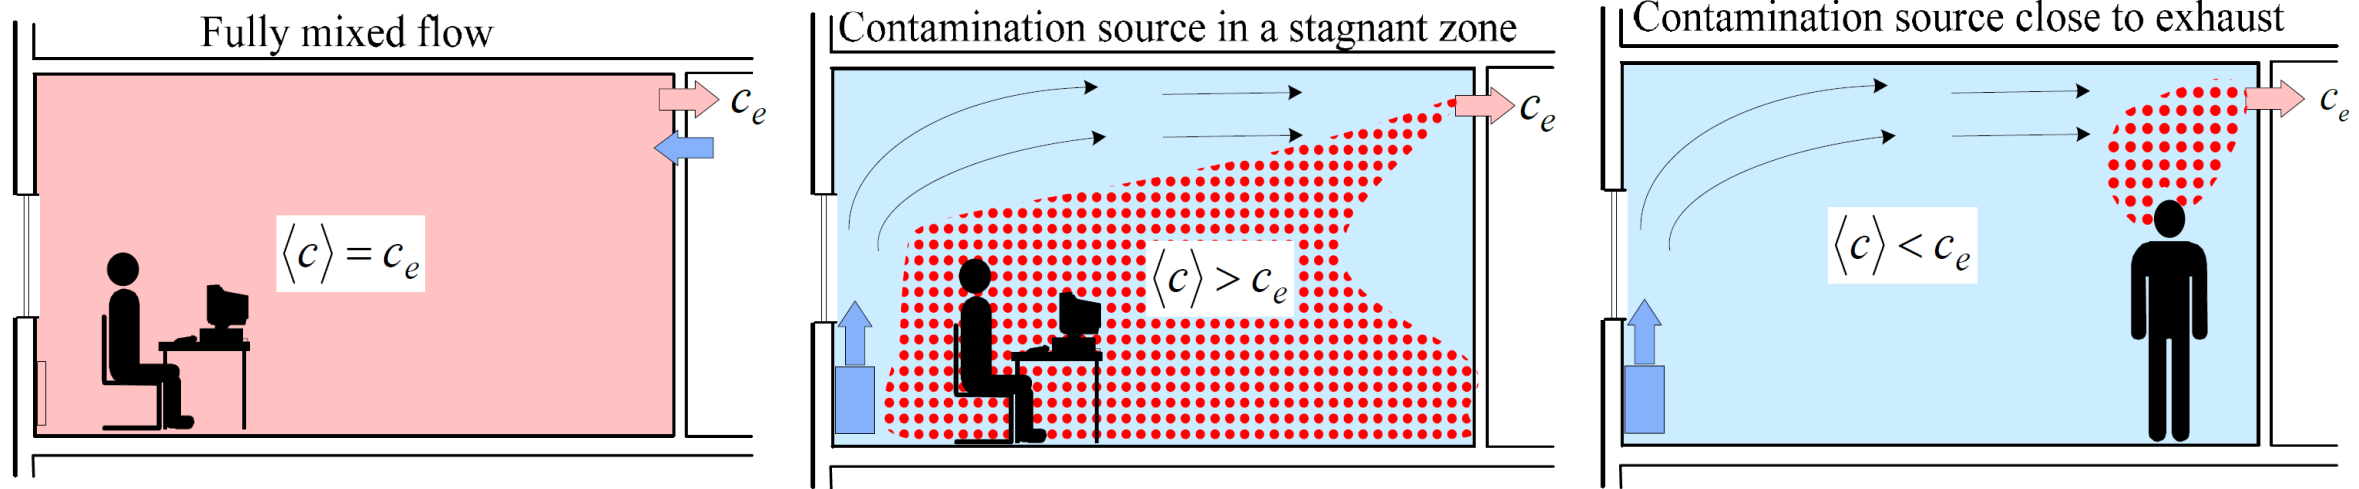 Fully mixed flow
c_e
⟨c⟩ = c_e
Contamination source in a stagnant zone
c_e
⟨c⟩ > c_e
Contamination source close to exhaust
c_e
⟨c⟩ < c_e